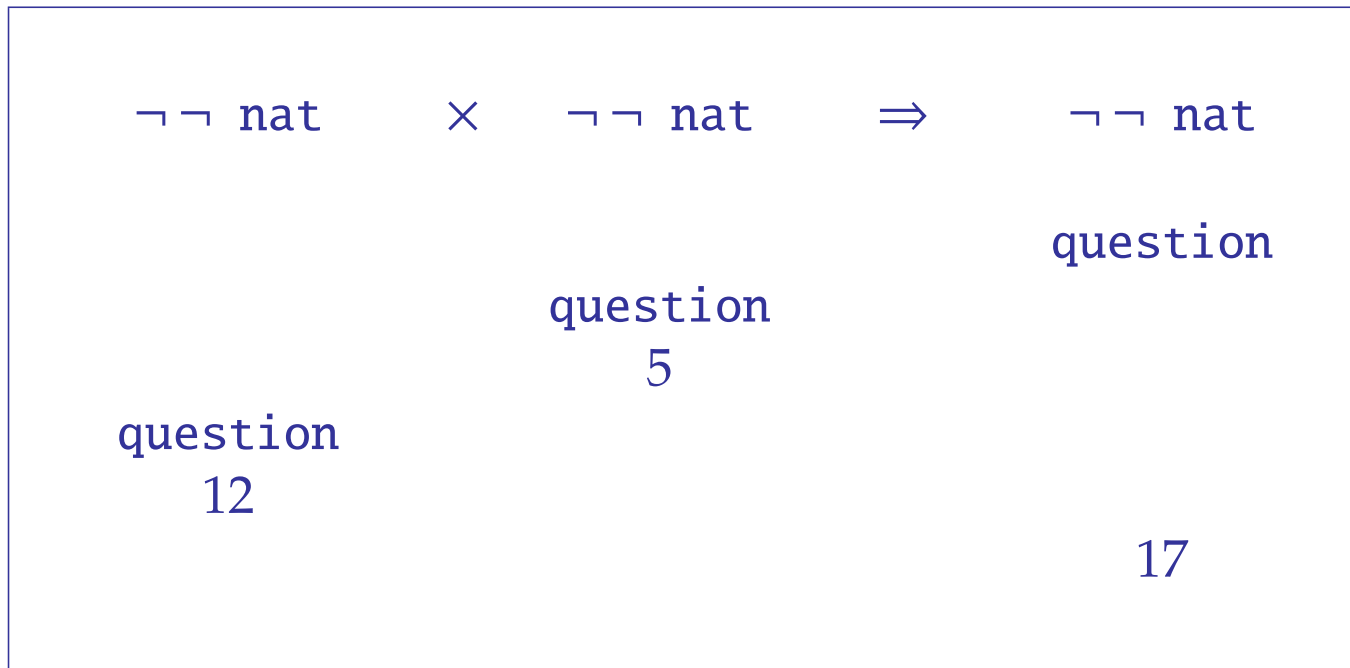 ¬ ¬ nat × ¬ ¬ nat ⇒ ¬ ¬ nat
question
question
5
question
12
17